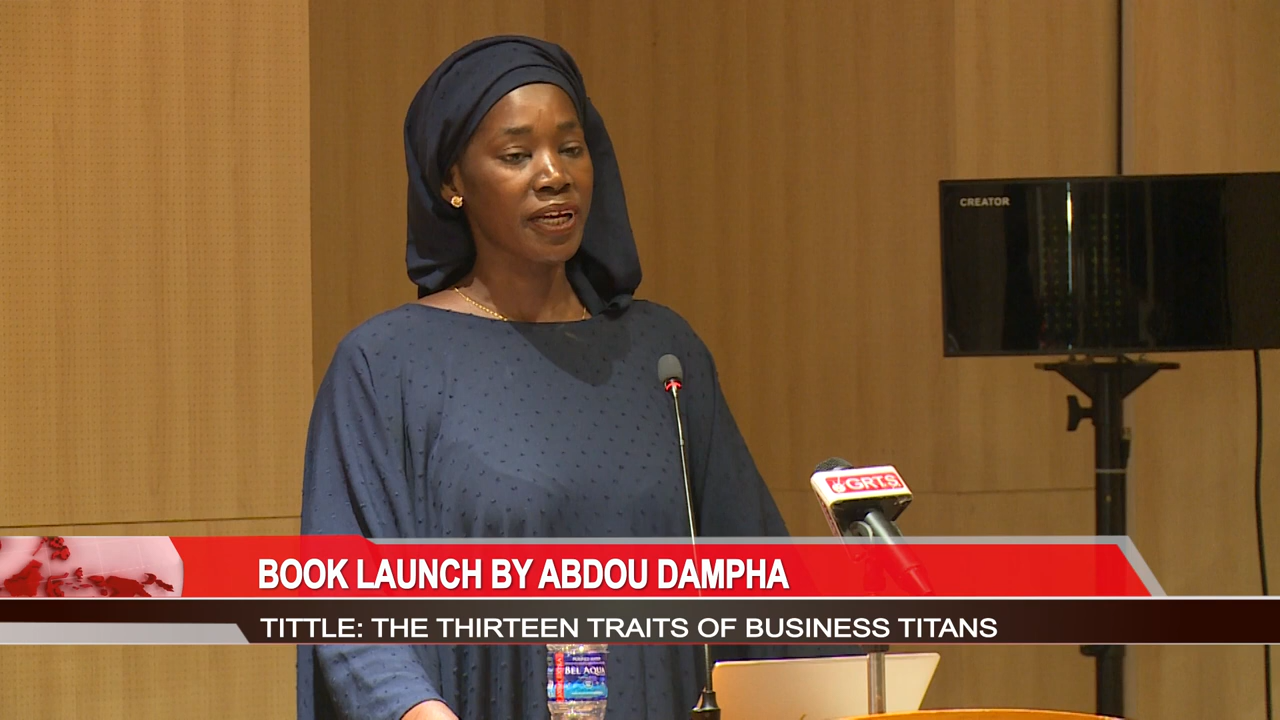 CREATOR
GRTS
BOOK LAUNCH BY ABDOU DAMPHA
TITTLE: THE THIRTEEN TRAITS OF BUSINESS TITANS
BEL AQUA